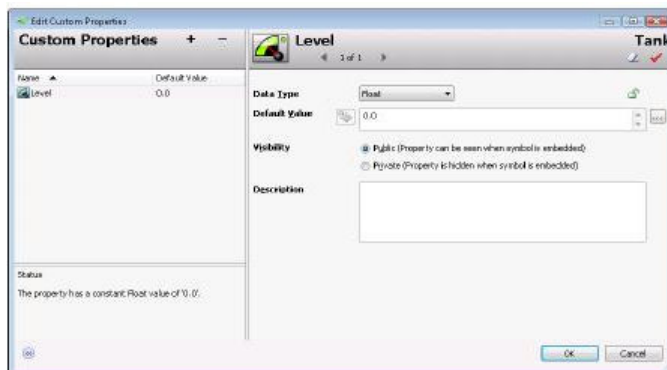 Edit Custom Properties
Custom Properties + −
Level
Tank
1 of 1
Name Default Value
Level 0.0
Data Type Float
Default Value 0.0
Visibility
Public (Property can be seen when symbol is embedded)
Private (Property is hidden when symbol is embedded)
Description
Status
The property has a constant Float value of '0.0'.
OK Cancel